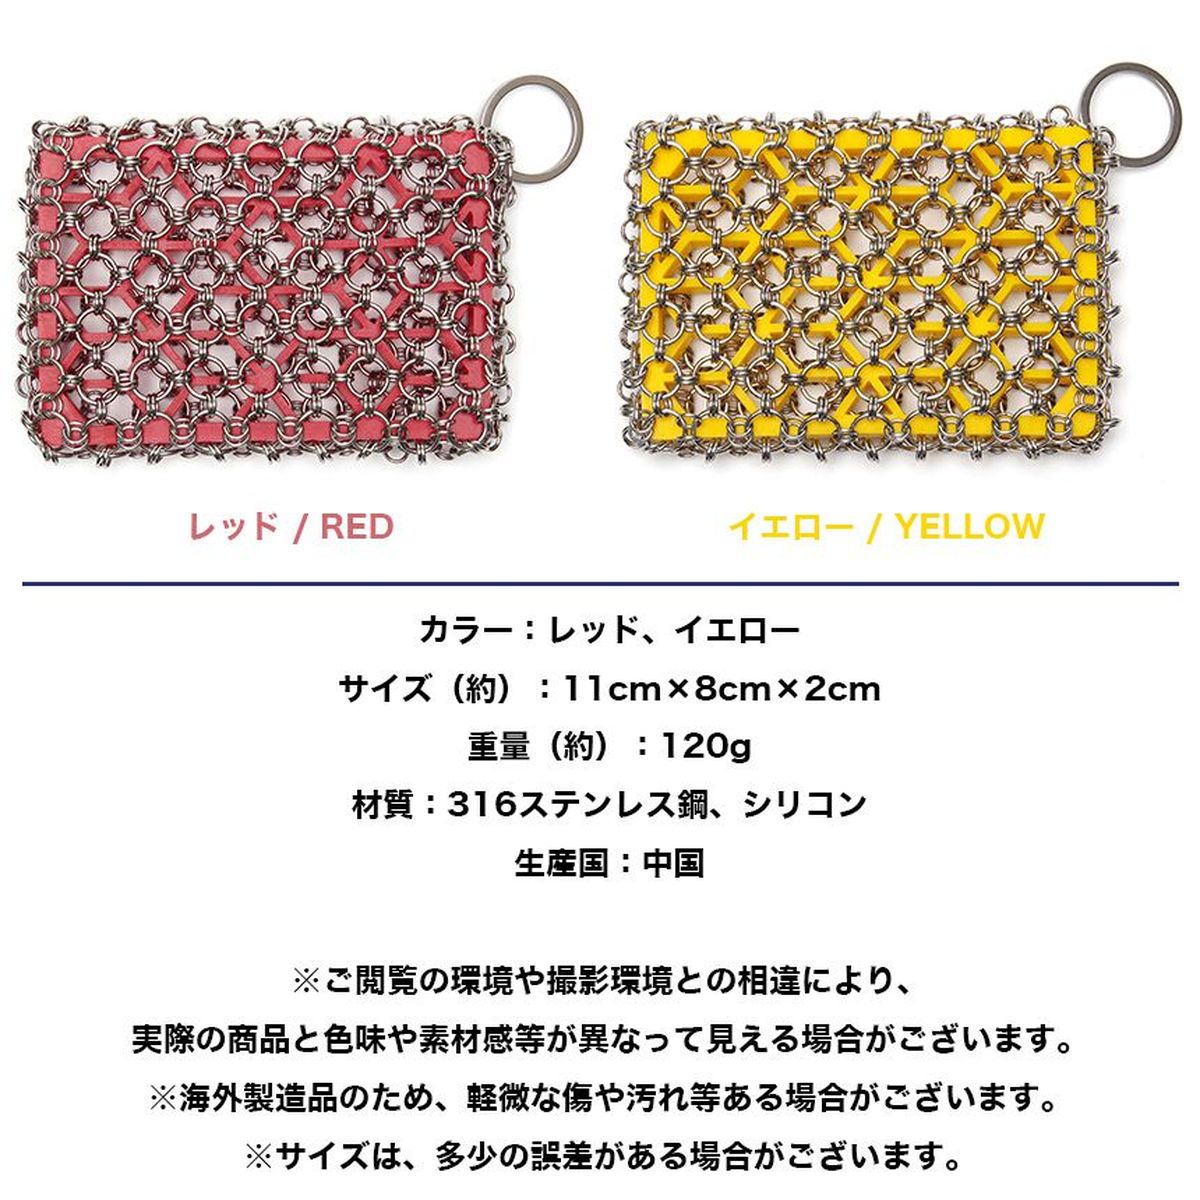 レッド / RED
イエロー / YELLOW
カラー：レッド、イエロー
サイズ（約）：11cm×8cm×2cm
重量（約）：120g
材質：316ステンレス鋼、シリコン
生産国：中国
※ご閲覧の環境や撮影環境との相違により、
実際の商品と色味や素材感等が異なって見える場合がございます。
※海外製造品のため、軽微な傷や汚れ等ある場合がございます。
※サイズは、多少の誤差がある場合がございます。